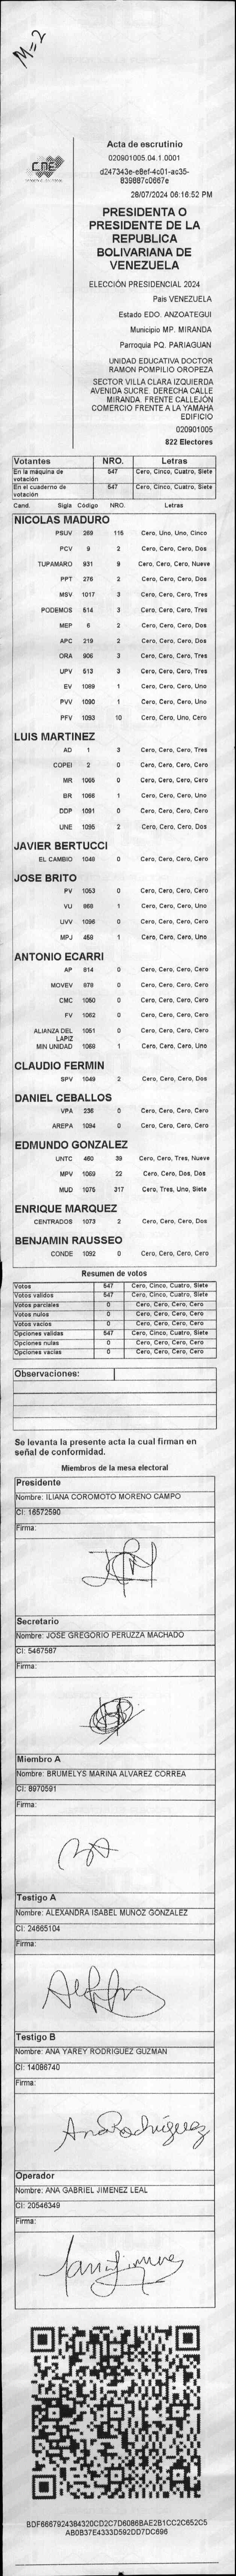 M=2
CNE
Acta de escrutinio
020901005.04.1.0001
d247343e-e8ef-4c01-ac35-
839887c0667e
28/07/2024 06:16:52 PM
PRESIDENTA O
PRESIDENTE DE LA
REPUBLICA
BOLIVARIANA DE
VENEZUELA
ELECCIÓN PRESIDENCIAL 2024
País VENEZUELA
Estado EDO. ANZOATEGUI
Municipio MP. MIRANDA
Parroquia PQ. PARIAGUAN
UNIDAD EDUCATIVA DOCTOR
RAMON POMPILIO OROPEZA
SECTOR VILLA CLARA IZQUIERDA
AVENIDA SUCRE. DERECHA CALLE
MIRANDA. FRENTE CALLEJÓN
COMERCIO FRENTE A LA YAMAHA
EDIFICIO
020901005
822 Electores
Votantes NRO. Letras
En la máquina de votación 547 Cero, Cinco, Cuatro, Siete
En el cuaderno de votación 547 Cero, Cinco, Cuatro, Siete
Cand. Sigla Código NRO. Letras
NICOLAS MADURO
PSUV 269 115 Cero, Uno, Uno, Cinco
PCV 9 2 Cero, Cero, Cero, Dos
TUPAMARO 931 9 Cero, Cero, Cero, Nueve
PPT 276 2 Cero, Cero, Cero, Dos
MSV 1017 3 Cero, Cero, Cero, Tres
PODEMOS 514 3 Cero, Cero, Cero, Tres
MEP 6 2 Cero, Cero, Cero, Dos
APC 219 2 Cero, Cero, Cero, Dos
ORA 906 3 Cero, Cero, Cero, Tres
UPV 513 3 Cero, Cero, Cero, Tres
EV 1089 1 Cero, Cero, Cero, Uno
PVV 1090 1 Cero, Cero, Cero, Uno
PFV 1093 10 Cero, Cero, Uno, Cero
LUIS MARTINEZ
AD 1 3 Cero, Cero, Cero, Tres
COPEI 2 0 Cero, Cero, Cero, Cero
MR 1065 0 Cero, Cero, Cero, Cero
BR 1066 1 Cero, Cero, Cero, Uno
DDP 1091 0 Cero, Cero, Cero, Cero
UNE 1095 2 Cero, Cero, Cero, Dos
JAVIER BERTUCCI
EL CAMBIO 1048 0 Cero, Cero, Cero, Cero
JOSE BRITO
PV 1053 0 Cero, Cero, Cero, Cero
VU 968 1 Cero, Cero, Cero, Uno
UVV 1096 0 Cero, Cero, Cero, Cero
MPJ 459 1 Cero, Cero, Cero, Uno
ANTONIO ECARRI
AP 814 0 Cero, Cero, Cero, Cero
MOVEV 979 0 Cero, Cero, Cero, Cero
CMC 1050 0 Cero, Cero, Cero, Cero
FV 1062 0 Cero, Cero, Cero, Cero
ALIANZA DEL LAPIZ 1051 0 Cero, Cero, Cero, Cero
MIN UNIDAD 1069 1 Cero, Cero, Cero, Uno
CLAUDIO FERMIN
SPV 1049 2 Cero, Cero, Cero, Dos
DANIEL CEBALLOS
VPA 236 0 Cero, Cero, Cero, Cero
AREPA 1094 0 Cero, Cero, Cero, Cero
EDMUNDO GONZALEZ
UNTC 460 39 Cero, Cero, Tres, Nueve
MPV 1069 22 Cero, Cero, Dos, Dos
MUD 1075 317 Cero, Tres, Uno, Siete
ENRIQUE MARQUEZ
CENTRADOS 1073 2 Cero, Cero, Cero, Dos
BENJAMIN RAUSSEO
CONDE 1092 0 Cero, Cero, Cero, Cero
Resumen de votos
Votos 547 Cero, Cinco, Cuatro, Siete
Votos validos 547 Cero, Cinco, Cuatro, Siete
Votos parciales 0 Cero, Cero, Cero, Cero
Votos nulos 0 Cero, Cero, Cero, Cero
Votos vacios 0 Cero, Cero, Cero, Cero
Opciones validas 547 Cero, Cinco, Cuatro, Siete
Opciones nulas 0 Cero, Cero, Cero, Cero
Opciones vacías 0 Cero, Cero, Cero, Cero
Observaciones:
Se levanta la presente acta la cual firman en
señal de conformidad.
Miembros de la mesa electoral
Presidente
Nombre: ILIANA COROMOTO MORENO CAMPO
CI: 16572590
Firma:
Secretario
Nombre: JOSE GREGORIO PERUZZA MACHADO
CI: 5467587
Firma:
Miembro A
Nombre: BRUMELYS MARINA ALVAREZ CORREA
CI: 8970591
Firma:
Testigo A
Nombre: ALEXANDRA ISABEL MUÑOZ GONZALEZ
CI: 24665104
Firma:
Testigo B
Nombre: ANA YAREY RODRIGUEZ GUZMAN
CI: 14086740
Firma:
Ana Rodríguez
Operador
Nombre: ANA GABRIEL JIMENEZ LEAL
CI: 20546349
Firma:
BDF6667924384320CD2C7D6086BAE2B1CC2C652C5
AB0B37E4333D592DD7DC696